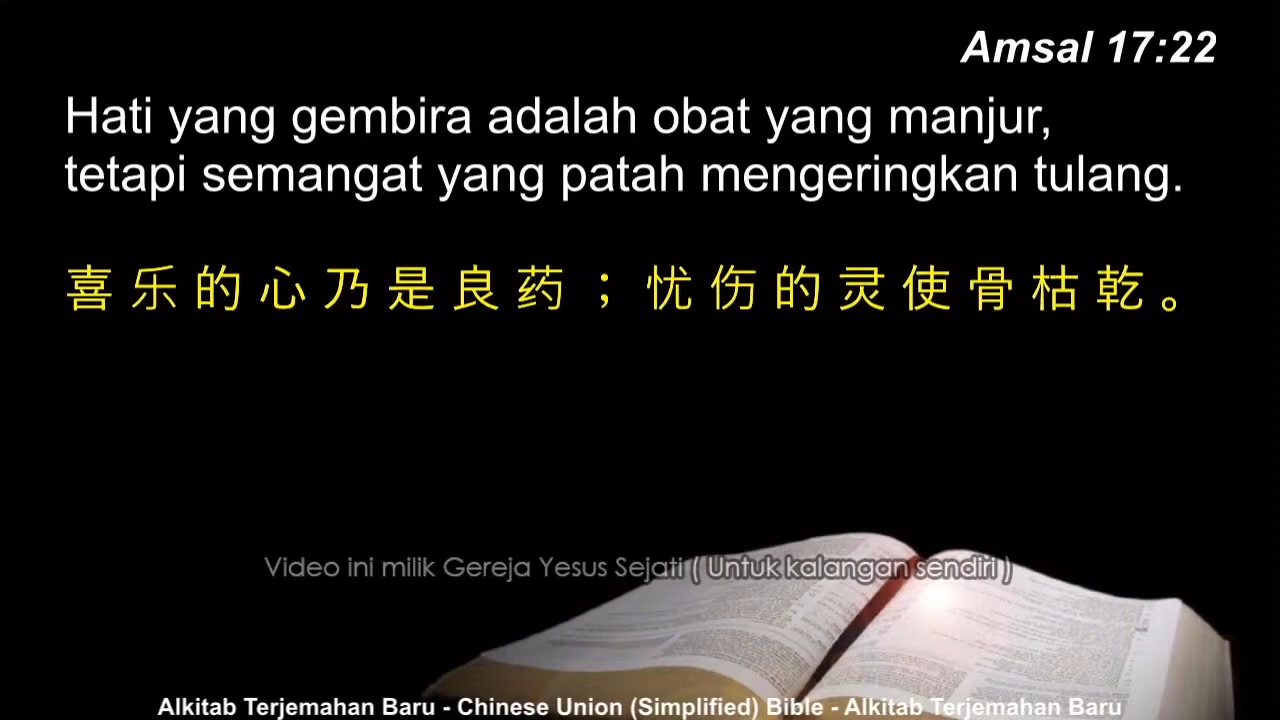 Amsal 17:22
Hati yang gembira adalah obat yang manjur,
tetapi semangat yang patah mengeringkan tulang.
喜乐的心乃是良药；忧伤的灵使骨枯乾。
Video ini milik Gereja Yesus Sejati ( Untuk kalangan sendiri )
Alkitab Terjemahan Baru - Chinese Union (Simplified) Bible - Alkitab Terjemahan Baru